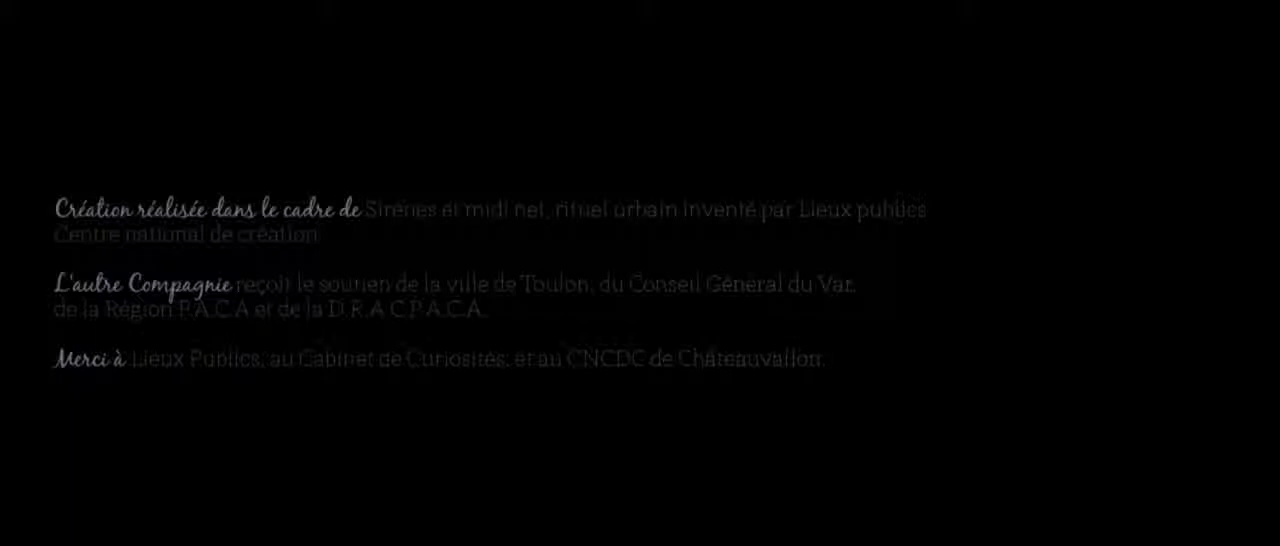 Création réalisée dans le cadre de Sirènes et midi net, rituel urbain inventé par Lieux publics
Centre national de création
L'autre Compagnie reçoit le soutien de la ville de Toulon, du Conseil Général du Var,
de la Région P.A.C.A et de la D.R.A.C P.A.C.A.
Merci à Lieux Publics, au Cabinet de Curiosités, et au CNCDC de Châteauvallon.